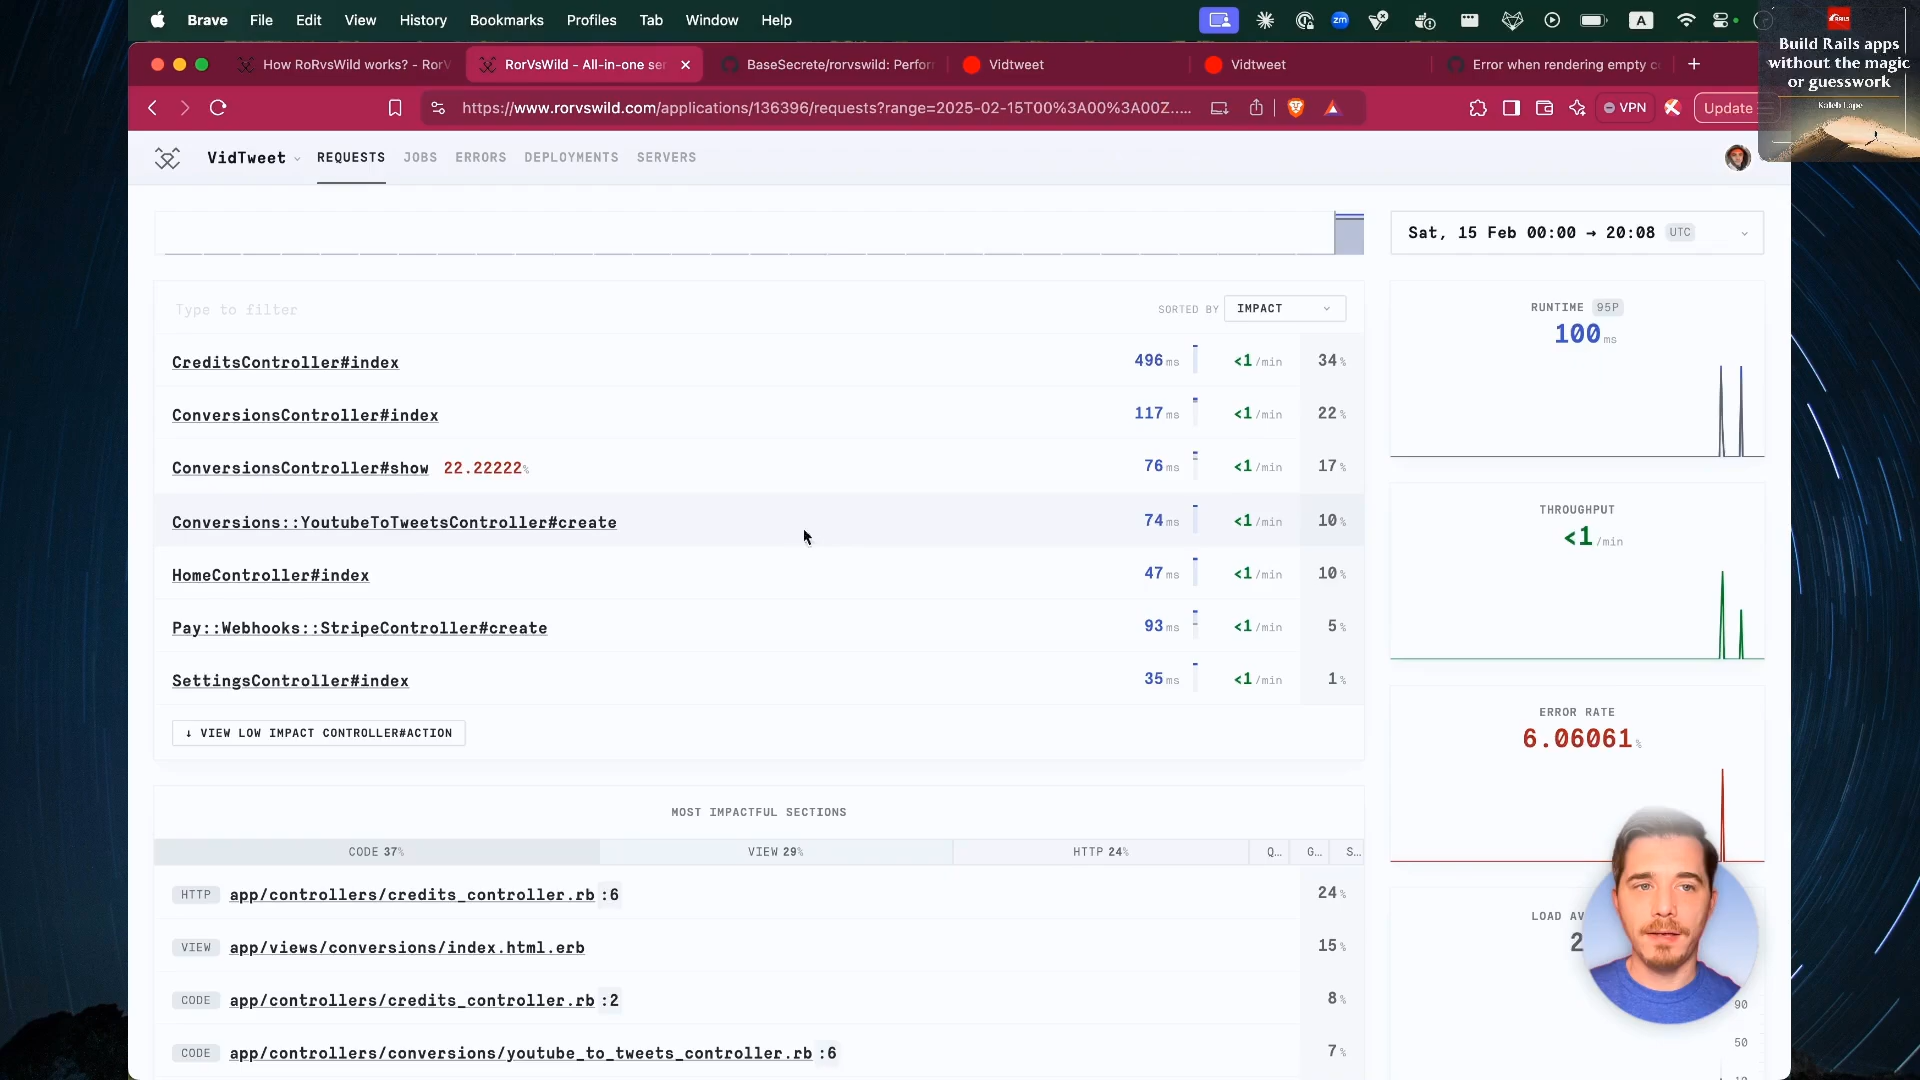 Brave File Edit View History Bookmarks Profiles Tab Window Help
zm
A
RAILS
Build Rails apps
without the magic
or guesswork
Kaleb Lape
How RoRvsWild works? - RorV
RorVsWild - All-in-one ser
BaseSecrete/rorvswild: Perfor
Vidtweet
Vidtweet
Error when rendering empty c
https://www.rorvswild.com/applications/136396/requests?range=2025-02-15T00%3A00%3A00Z.....
VPN
Update
VidTweet REQUESTS JOBS ERRORS DEPLOYMENTS SERVERS
Sat, 15 Feb 00:00 → 20:08 UTC
Type to filter
SORTED BY IMPACT
CreditsController#index 496 ms <1 /min 34 %
ConversionsController#index 117 ms <1 /min 22 %
ConversionsController#show 22.22222% 76 ms <1 /min 17 %
Conversions::YoutubeToTweetsController#create 74 ms <1 /min 10 %
HomeController#index 47 ms <1 /min 10 %
Pay::Webhooks::StripeController#create 93 ms <1 /min 5 %
SettingsController#index 35 ms <1 /min 1 %
↓ VIEW LOW IMPACT CONTROLLER#ACTION
MOST IMPACTFUL SECTIONS
CODE 37% VIEW 29% HTTP 24% Q… G… S…
HTTP app/controllers/credits_controller.rb :6 24 %
VIEW app/views/conversions/index.html.erb 15 %
CODE app/controllers/credits_controller.rb :2 8 %
CODE app/controllers/conversions/youtube_to_tweets_controller.rb :6 7 %
RUNTIME 95P
100 ms
THROUGHPUT
<1 /min
ERROR RATE
6.06061 %
LOAD AV
2
90
50